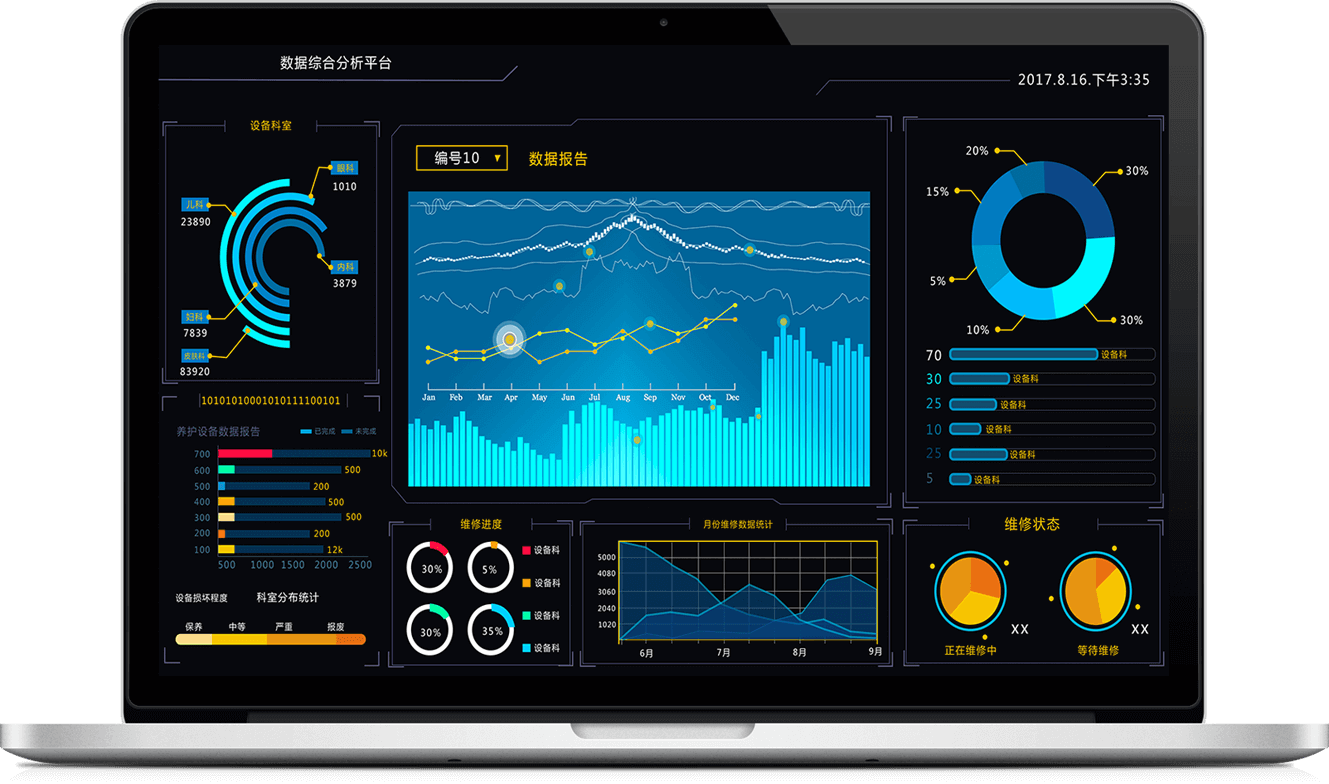 数据综合分析平台
2017.8.16.下午3:35
设备科室
眼科
1010
儿科
23890
内科
3879
妇科
7839
皮肤科
83920
10101010001010111100101
养护设备数据报告
已完成 未完成
700 10k
600 500
500 200
400 500
300 500
200 200
100 12k
500 1000 1500 2000 2500
设备损坏程度 科室分布统计
保养 中等 严重 报废
编号10 ▼ 数据报告
Jan Feb Mar Apr May Jun Jul Aug Sep Nov Oct Dec
维修进度
30% 5%
30% 35%
设备科
设备科
设备科
设备科
月份维修数据统计
5000
4080
3060
2040
1020
6月 7月 8月 9月
20%
30%
15%
5%
10%
30%
70 设备科
30 设备科
25 设备科
10 设备科
25 设备科
5 设备科
维修状态
XX XX
正在维修中 等待维修